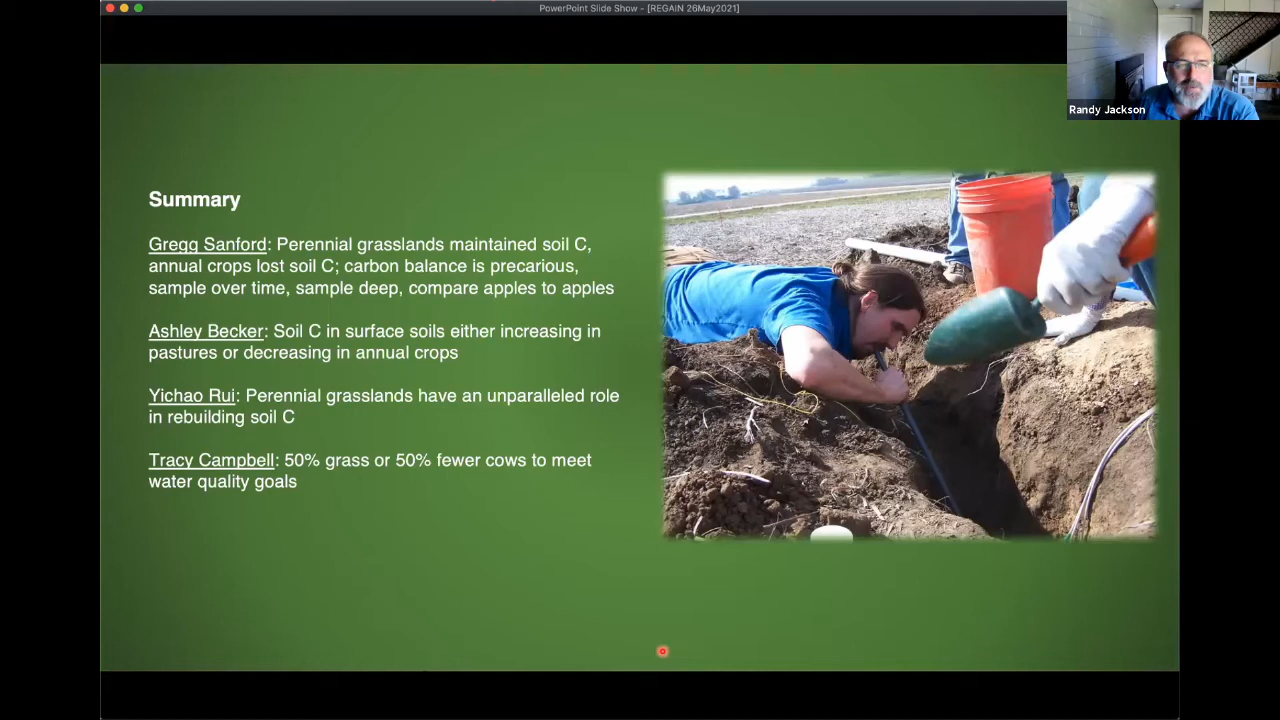 PowerPoint Slide Show - [REGAIN 26May2021]
Randy Jackson
Summary
Gregg Sanford: Perennial grasslands maintained soil C,
annual crops lost soil C; carbon balance is precarious,
sample over time, sample deep, compare apples to apples
Ashley Becker: Soil C in surface soils either increasing in
pastures or decreasing in annual crops
Yichao Rui: Perennial grasslands have an unparalleled role
in rebuilding soil C
Tracy Campbell: 50% grass or 50% fewer cows to meet
water quality goals